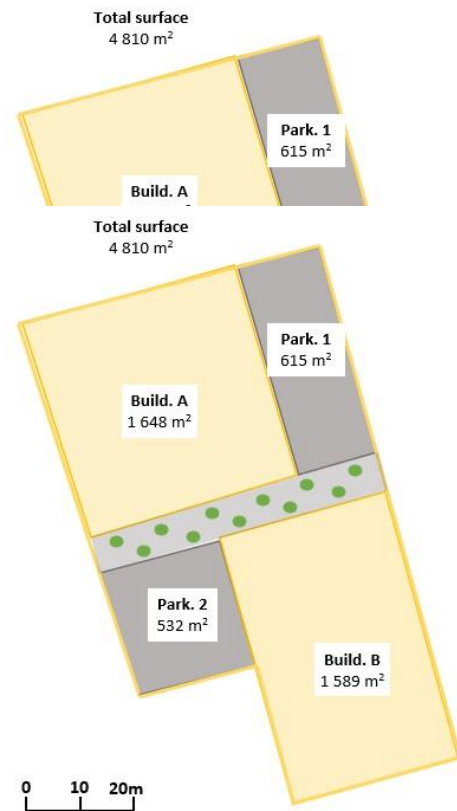 Total surface
4 810 m²
Park. 1
615 m²
Build. A
Total surface
4 810 m²
Park. 1
615 m²
Build. A
1 648 m²
Park. 2
532 m²
Build. B
1 589 m²
0 10 20m